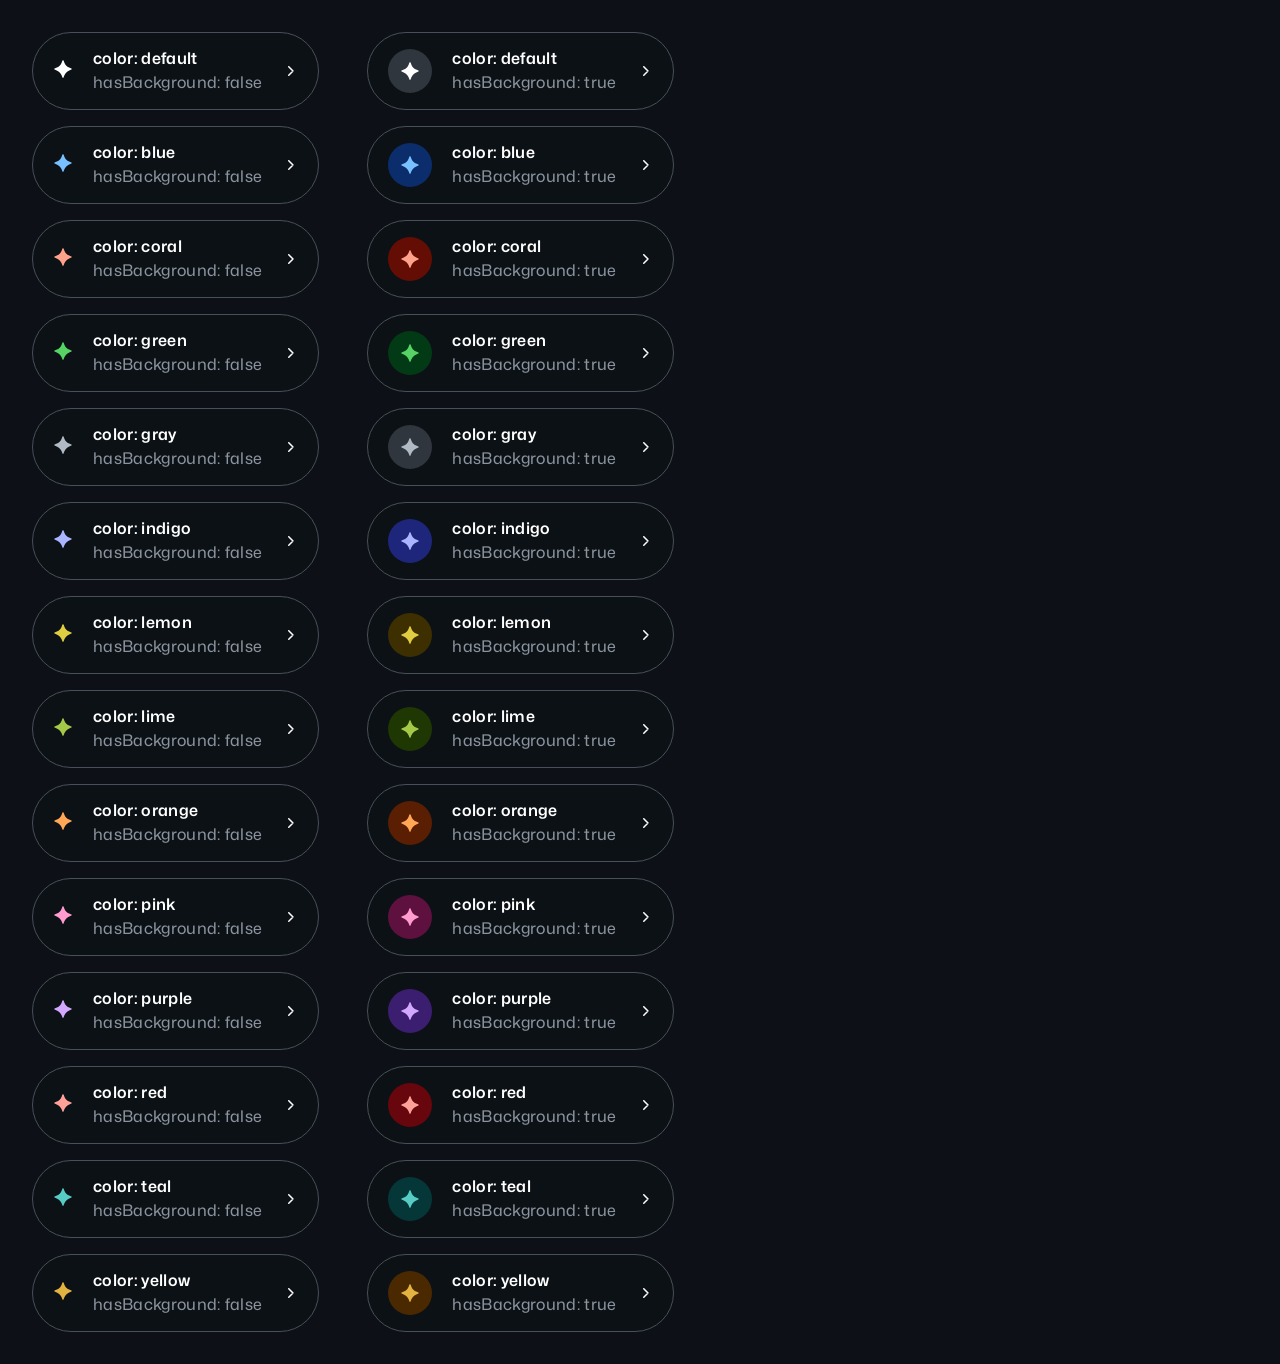 color: default
hasBackground: false
color: default
hasBackground: true
color: blue
hasBackground: false
color: blue
hasBackground: true
color: coral
hasBackground: false
color: coral
hasBackground: true
color: green
hasBackground: false
color: green
hasBackground: true
color: gray
hasBackground: false
color: gray
hasBackground: true
color: indigo
hasBackground: false
color: indigo
hasBackground: true
color: lemon
hasBackground: false
color: lemon
hasBackground: true
color: lime
hasBackground: false
color: lime
hasBackground: true
color: orange
hasBackground: false
color: orange
hasBackground: true
color: pink
hasBackground: false
color: pink
hasBackground: true
color: purple
hasBackground: false
color: purple
hasBackground: true
color: red
hasBackground: false
color: red
hasBackground: true
color: teal
hasBackground: false
color: teal
hasBackground: true
color: yellow
hasBackground: false
color: yellow
hasBackground: true